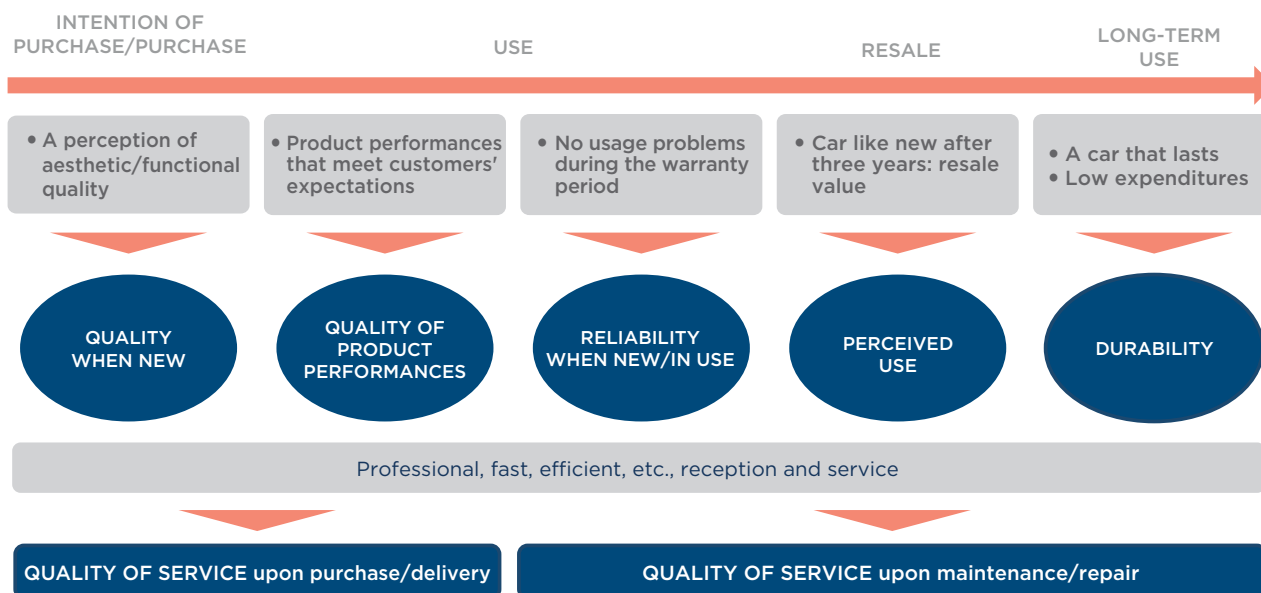 INTENTION OF
PURCHASE/PURCHASE
USE
RESALE
LONG-TERM
USE
• A perception of
aesthetic/functional
quality
• Product performances
that meet customers'
expectations
• No usage problems
during the warranty
period
• Car like new after
three years: resale
value
• A car that lasts
• Low expenditures
QUALITY
WHEN NEW
QUALITY OF
PRODUCT
PERFORMANCES
RELIABILITY
WHEN NEW/IN USE
PERCEIVED
USE
DURABILITY
Professional, fast, efficient, etc., reception and service
QUALITY OF SERVICE upon purchase/delivery
QUALITY OF SERVICE upon maintenance/repair